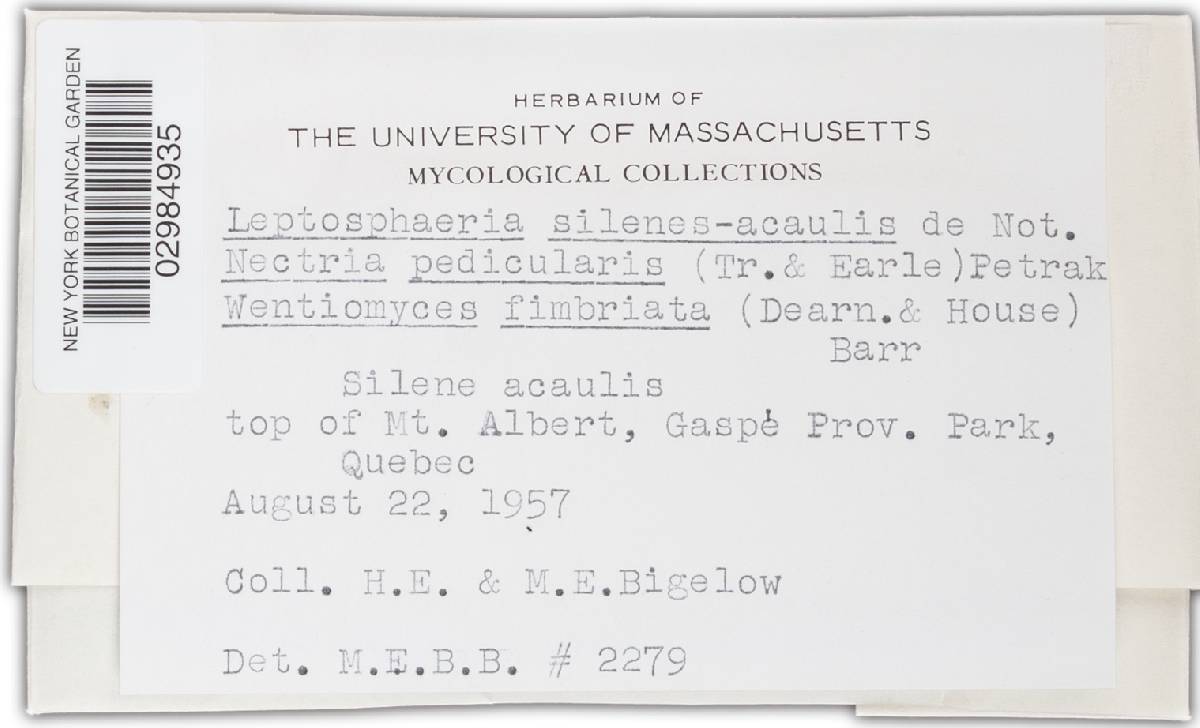 NEW YORK BOTANICAL GARDEN
02984935
HERBARIUM OF
THE UNIVERSITY OF MASSACHUSETTS
MYCOLOGICAL COLLECTIONS
Leptosphaeria silenes-acaulis de Not.
Nectria pedicularis (Tr.& Earle)Petrak
Wentiomyces fimbriata (Dearn.& House)
Barr
Silene acaulis
top of Mt. Albert, Gaspé Prov. Park,
Quebec
August 22, 1957
Coll. H.E. & M.E.Bigelow
Det. M.E.B.B. # 2279